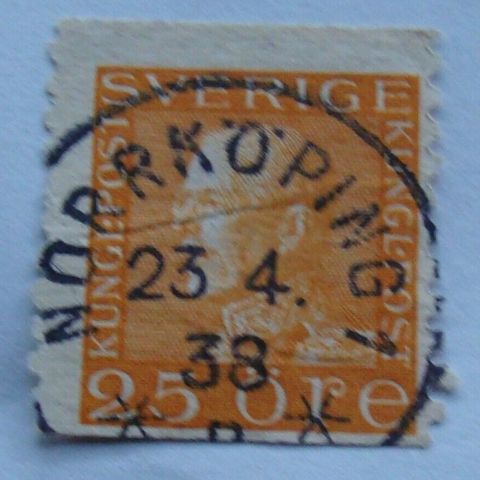 SVERIGE
KUNGL.POST
KUNGL.POST
25 öre
NORRKÖPING 1
23 4.
38